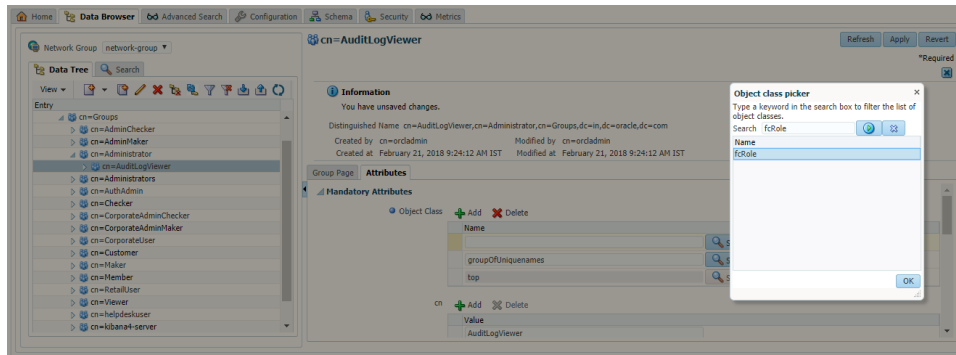 Home Data Browser Advanced Search Configuration Schema Security Metrics
Network Group network-group
Data Tree Search
View
Entry
cn=Groups
cn=AdminChecker
cn=AdminMaker
cn=Administrator
cn=AuditLogViewer
cn=Administrators
cn=AuthAdmin
cn=Checker
cn=CorporateAdminChecker
cn=CorporateAdminMaker
cn=CorporateUser
cn=Customer
cn=Maker
cn=Member
cn=RetailUser
cn=Viewer
cn=helpdeskuser
cn=kibana4-server
cn=AuditLogViewer
Refresh Apply Revert
*Required
Information
You have unsaved changes.
Distinguished Name cn=AuditLogViewer,cn=Administrator,cn=Groups,dc=in,dc=oracle,dc=com
Created by cn=orcladmin Modified by cn=orcladmin
Created at February 21, 2018 9:24:12 AM IST Modified at February 21, 2018 9:24:12 AM IST
Group Page Attributes
Mandatory Attributes
Object Class Add Delete
Name
groupOfUniquenames
top
cn Add Delete
Value
AuditLogViewer
Object class picker
Type a keyword in the search box to filter the list of
object classes.
Search fcRole
Name
fcRole
OK